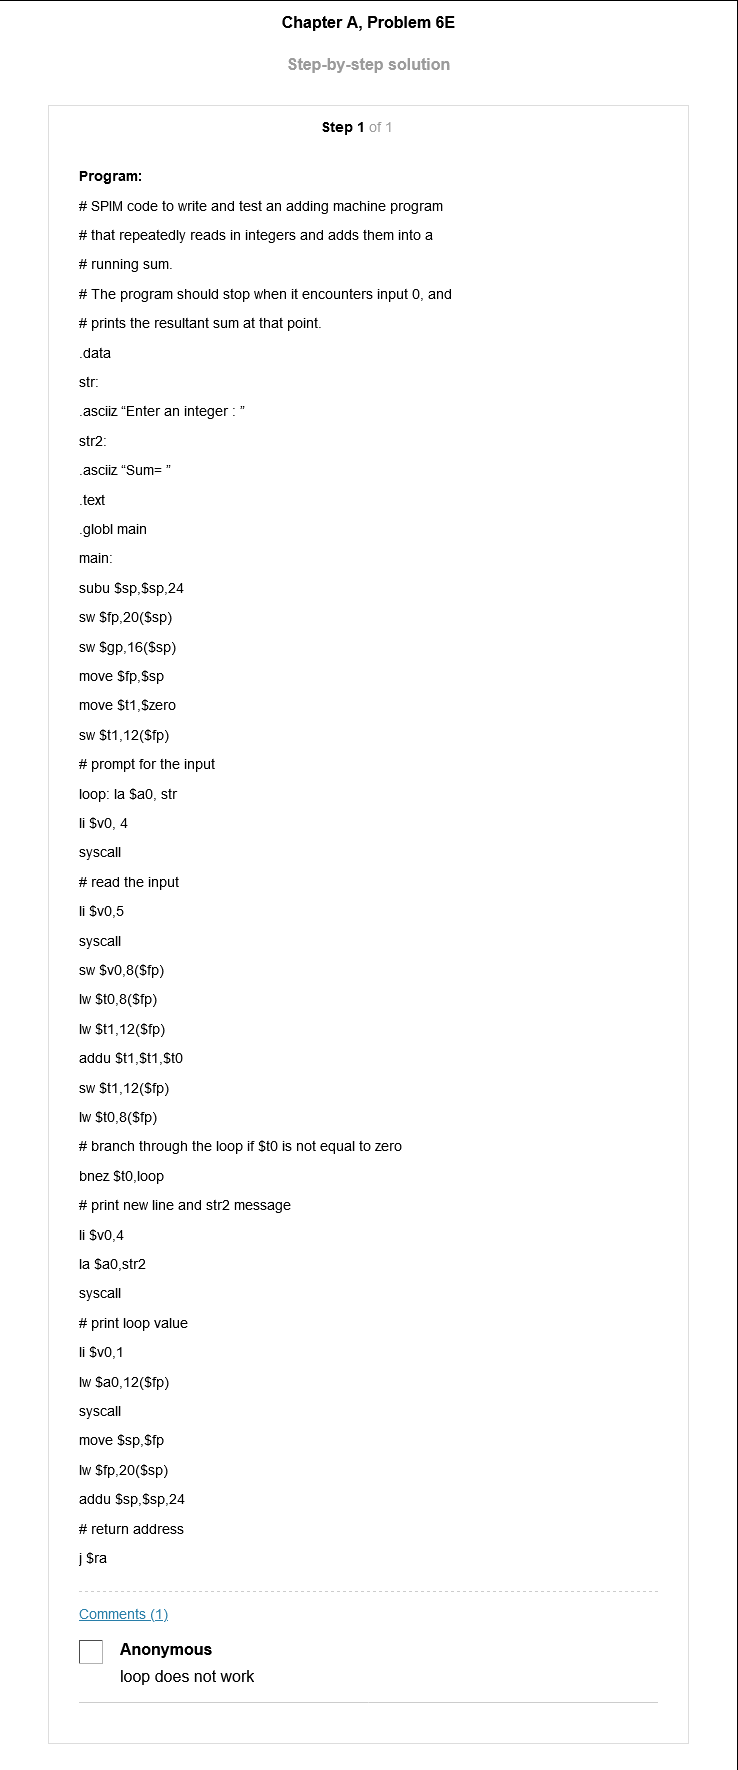 Chapter A, Problem 6E
Step-by-step solution
Step 1 of 1
Program:
# SPIM code to write and test an adding machine program
# that repeatedly reads in integers and adds them into a
# running sum.
# The program should stop when it encounters input 0, and
# prints the resultant sum at that point.
.data
str:
.asciiz “Enter an integer : ”
str2:
.asciiz “Sum= ”
.text
.globl main
main:
subu $sp,$sp,24
sw $fp,20($sp)
sw $gp,16($sp)
move $fp,$sp
move $t1,$zero
sw $t1,12($fp)
# prompt for the input
loop: la $a0, str
li $v0, 4
syscall
# read the input
li $v0,5
syscall
sw $v0,8($fp)
lw $t0,8($fp)
lw $t1,12($fp)
addu $t1,$t1,$t0
sw $t1,12($fp)
lw $t0,8($fp)
# branch through the loop if $t0 is not equal to zero
bnez $t0,loop
# print new line and str2 message
li $v0,4
la $a0,str2
syscall
# print loop value
li $v0,1
lw $a0,12($fp)
syscall
move $sp,$fp
lw $fp,20($sp)
addu $sp,$sp,24
# return address
j $ra
Comments (1)
Anonymous
loop does not work